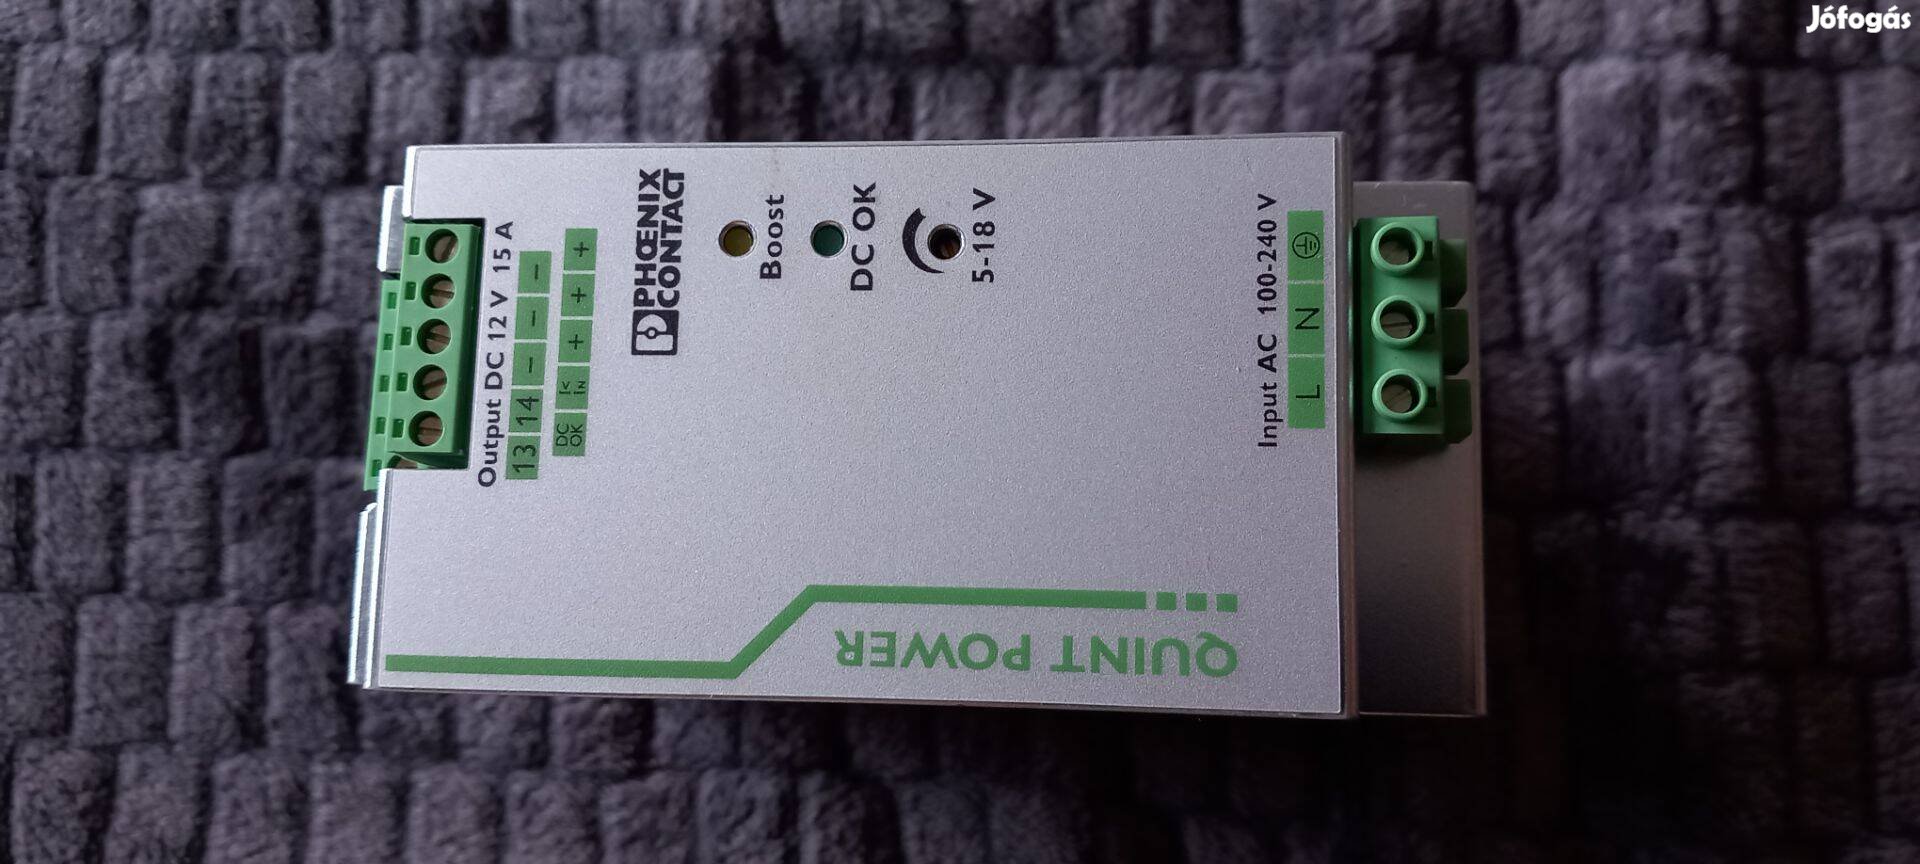 Jófogás
Output DC 12 V 15 A
13 14 – – –
DC OK I<IN + + +
PHŒNIX
CONTACT
Boost
DC OK
5-18 V
Input AC 100-240 V
L N
QUINT POWER